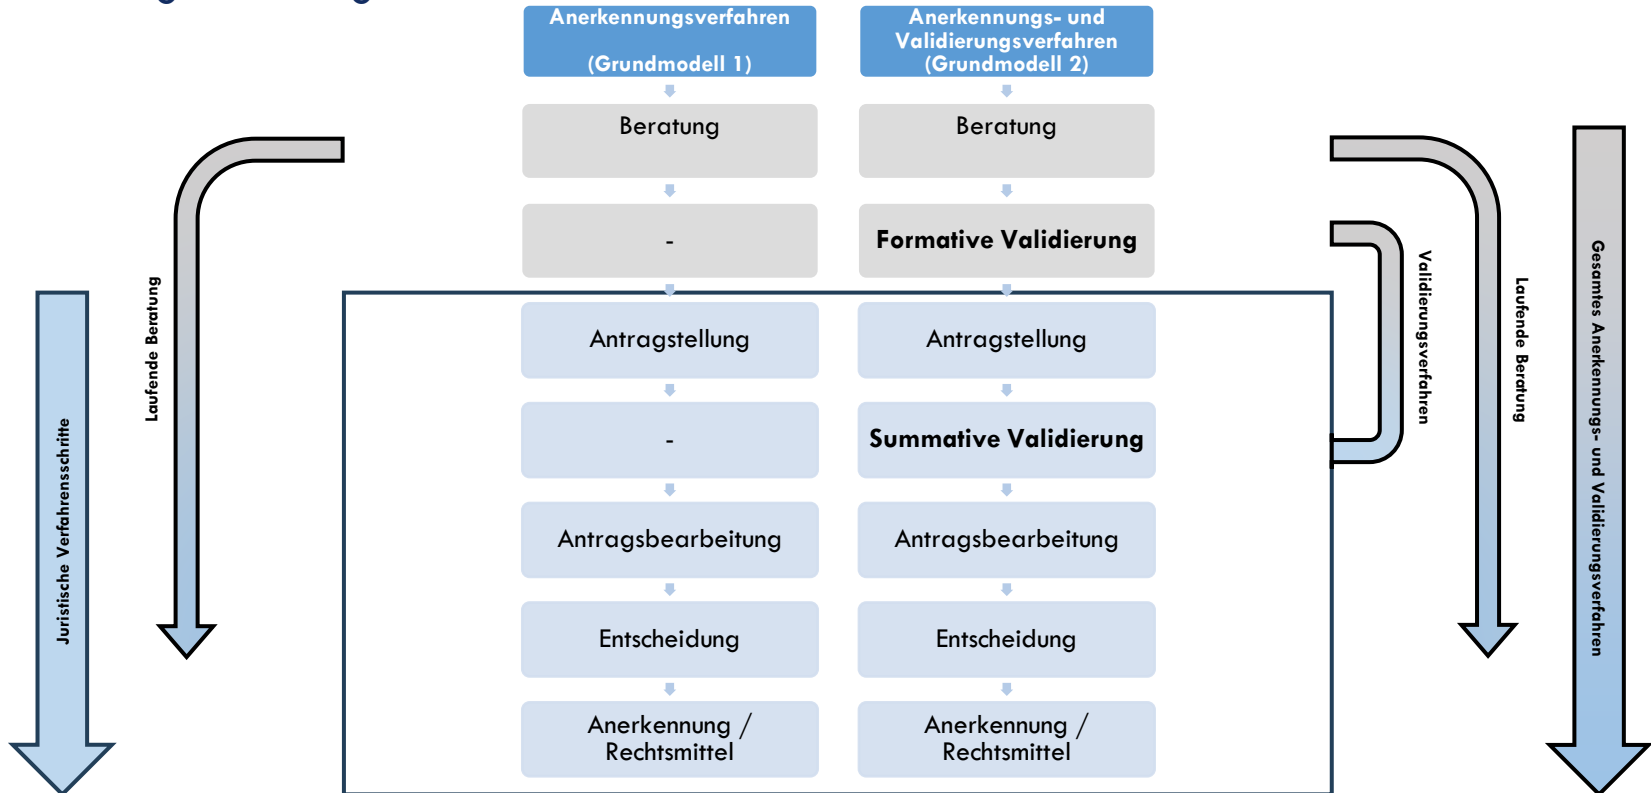 Anerkennungsverfahren
(Grundmodell 1)
Anerkennungs- und
Validierungsverfahren
(Grundmodell 2)
Beratung
Beratung
-
Formative Validierung
Antragstellung
Antragstellung
-
Summative Validierung
Antragsbearbeitung
Antragsbearbeitung
Entscheidung
Entscheidung
Anerkennung /
Rechtsmittel
Anerkennung /
Rechtsmittel
Juristische Verfahrensschritte
Laufende Beratung
Validierungsverfahren
Laufende Beratung
Gesamtes Anerkennungs- und Validierungsverfahren